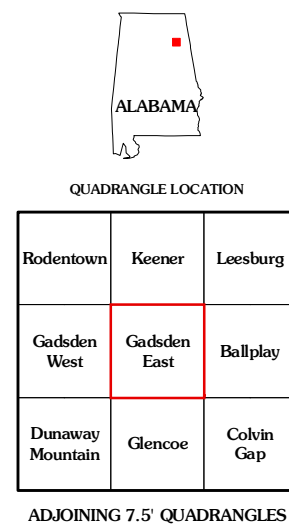 ALABAMA
QUADRANGLE LOCATION
Rodentown
Keener
Leesburg
Gadsden
West
Gadsden
East
Ballplay
Dunaway
Mountain
Glencoe
Colvin
Gap
ADJOINING 7.5' QUADRANGLES